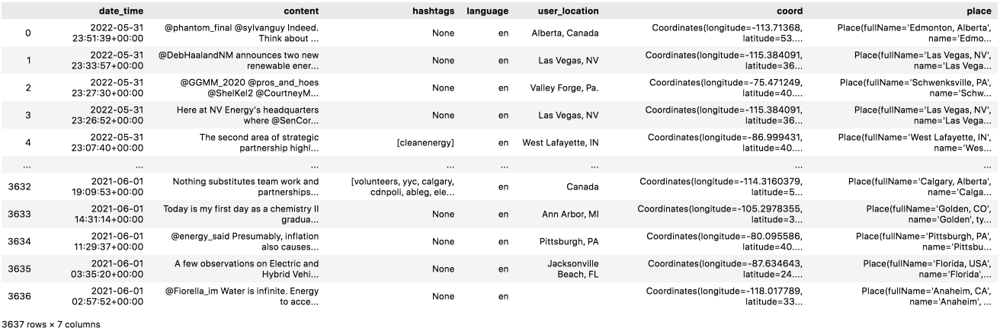 date_time content hashtags language user_location coord place
0 2022-05-31 23:51:39+00:00 @phantom_final @sylvanguy Indeed. Think about ... None en Alberta, Canada Coordinates(longitude=-113.71368, latitude=53.... Place(fullName='Edmonton, Alberta', name='Edmo...
1 2022-05-31 23:33:57+00:00 @DebHaalandNM announces two new renewable ener... None en Las Vegas, NV Coordinates(longitude=-115.384091, latitude=36... Place(fullName='Las Vegas, NV', name='Las Vega...
2 2022-05-31 23:27:30+00:00 @GGMM_2020 @pros_and_hoes @ShelKel2 @CourtneyM... None en Valley Forge, Pa. Coordinates(longitude=-75.471249, latitude=40.... Place(fullName='Schwenksville, PA', name='Schw...
3 2022-05-31 23:26:52+00:00 Here at NV Energy's headquarters where @SenCor... None en Las Vegas, NV Coordinates(longitude=-115.384091, latitude=36... Place(fullName='Las Vegas, NV', name='Las Vega...
4 2022-05-31 23:07:40+00:00 The second area of strategic partnership highl... [cleanenergy] en West Lafayette, IN Coordinates(longitude=-86.999431, latitude=40.... Place(fullName='West Lafayette, IN', name='Wes...
... ... ... ... ... ... ... ...
3632 2021-06-01 19:09:53+00:00 Nothing substitutes team work and partnerships... [volunteers, yyc, calgary, cdnpoli, ableg, ele... en Canada Coordinates(longitude=-114.3160379, latitude=5... Place(fullName='Calgary, Alberta', name='Calga...
3633 2021-06-01 14:31:14+00:00 Today is my first day as a chemistry II gradua... None en Ann Arbor, MI Coordinates(longitude=-105.2978355, latitude=3... Place(fullName='Golden, CO', name='Golden', ty...
3634 2021-06-01 11:29:37+00:00 @energy_said Presumably, inflation also causes... None en Pittsburgh, PA Coordinates(longitude=-80.095586, latitude=40.... Place(fullName='Pittsburgh, PA', name='Pittsbu...
3635 2021-06-01 03:35:20+00:00 A few observations on Electric and Hybrid Vehi... None en Jacksonville Beach, FL Coordinates(longitude=-87.634643, latitude=24.... Place(fullName='Florida, USA', name='Florida',...
3636 2021-06-01 02:57:52+00:00 @Fiorella_im Water is infinite. Energy to acce... None en Coordinates(longitude=-118.017789, latitude=33... Place(fullName='Anaheim, CA', name='Anaheim', ...
3637 rows × 7 columns